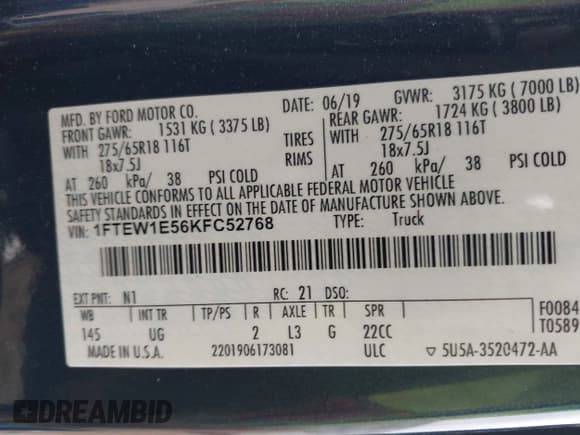 MFD. BY FORD MOTOR CO.
DATE: 06/19 GVWR: 3175 KG ( 7000 LB)
FRONT GAWR: 1531 KG ( 3375 LB) REAR GAWR: 1724 KG ( 3800 LB)
WITH 275/65R18 116T TIRES WITH 275/65R18 116T
18x7.5J RIMS 18x7.5J
AT 260 kPa/ 38 PSI COLD AT 260 kPa/ 38 PSI COLD
THIS VEHICLE CONFORMS TO ALL APPLICABLE FEDERAL MOTOR VEHICLE
SAFETY STANDARDS IN EFFECT ON THE DATE OF MANUFACTURE SHOWN ABOVE.
VIN: 1FTEW1E56KFC52768 TYPE: Truck
EXT PNT: N1 RC: 21 DSO:
WB INT TR TP/PS R AXLE TR SPR F0084
145 UG 2 L3 G 22CC T0589
MADE IN U.S.A. 2201906173081 ULC ▽ 5U5A-3520472-AA
DREAMBID